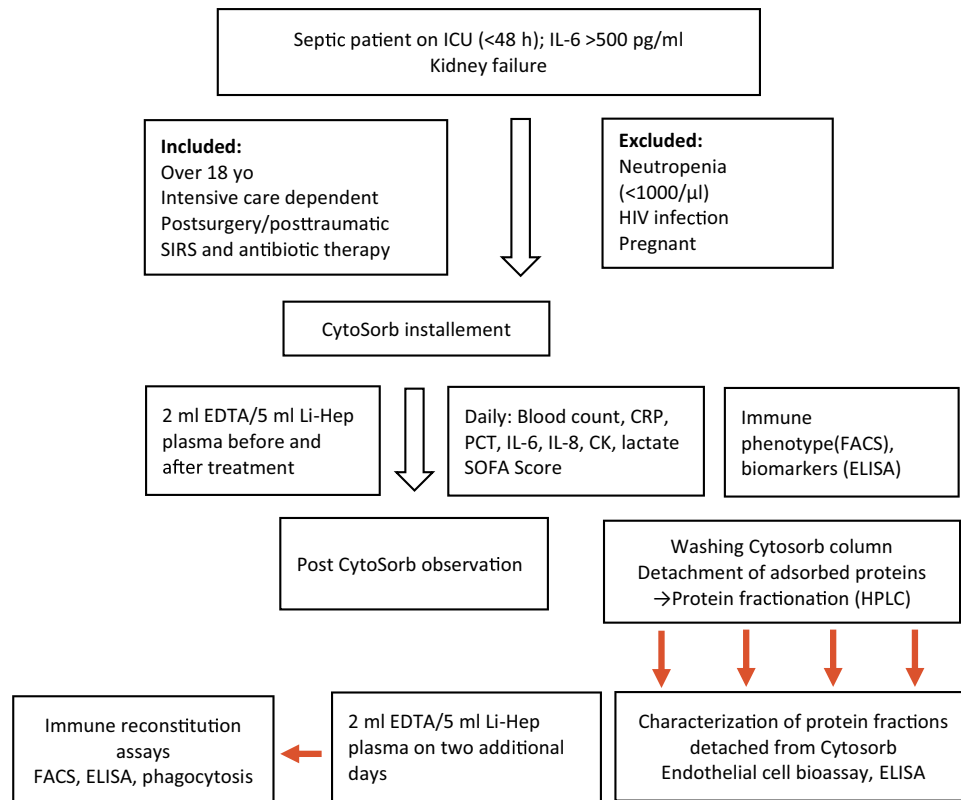 Septic patient on ICU (<48 h); IL-6 >500 pg/ml
Kidney failure
Included:
Over 18 yo
Intensive care dependent
Postsurgery/posttraumatic
SIRS and antibiotic therapy
Excluded:
Neutropenia
(<1000/µl)
HIV infection
Pregnant
CytoSorb installement
2 ml EDTA/5 ml Li-Hep
plasma before and
after treatment
Daily: Blood count, CRP,
PCT, IL-6, IL-8, CK, lactate
SOFA Score
Immune
phenotype(FACS),
biomarkers (ELISA)
Post CytoSorb observation
Washing Cytosorb column
Detachment of adsorbed proteins
→Protein fractionation (HPLC)
Immune reconstitution
assays
FACS, ELISA, phagocytosis
2 ml EDTA/5 ml Li-Hep
plasma on two additional
days
Characterization of protein fractions
detached from Cytosorb
Endothelial cell bioassay, ELISA